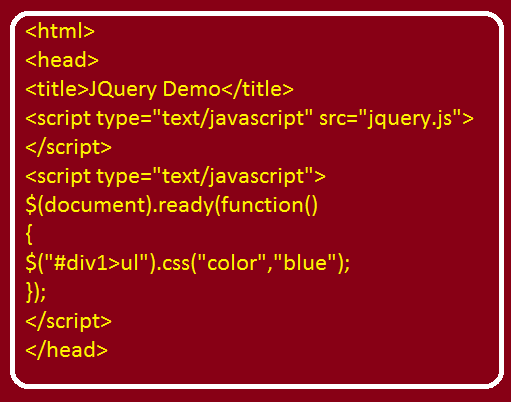 <html>
<head>
<title>JQuery Demo</title>
<script type="text/javascript" src="jquery.js">
</script>
<script type="text/javascript">
$(document).ready(function()
{
$("#div1>ul").css("color","blue");
});
</script>
</head>